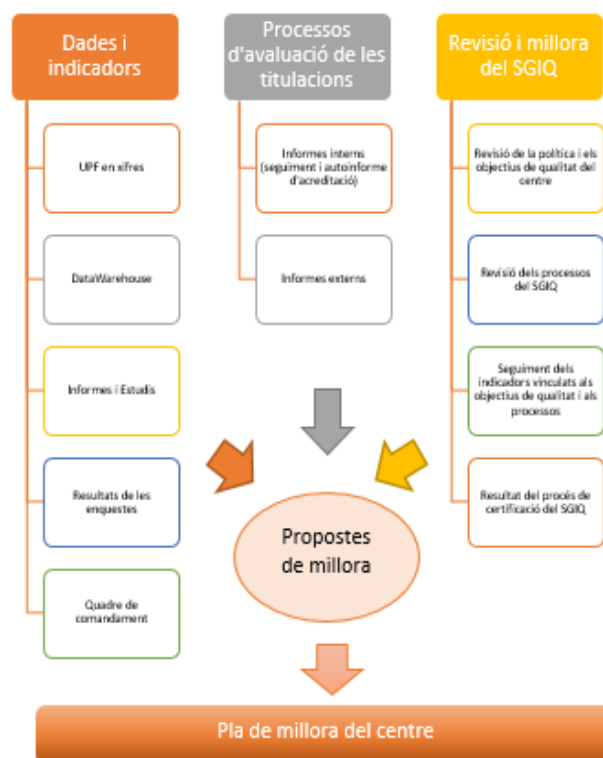 Dades i
indicadors
UPF en xifres
DataWarehouse
Informes i Estudis
Resultats de les
enquestes
Quadre de
comandament
Processos
d'avaluació de les
titulacions
Informes interns
(seguiment i autoinforme
d'acreditació)
Informes externs
Revisió i millora
del SGIQ
Revisió de la política i els
objectius de qualitat del
centre
Revisió dels processos
del SGIQ
Seguiment dels
indicadors vinculats als
objectius de qualitat i als
processos
Resultat del procés de
certificació del SGIQ
Propostes
de millora
Pla de millora del centre